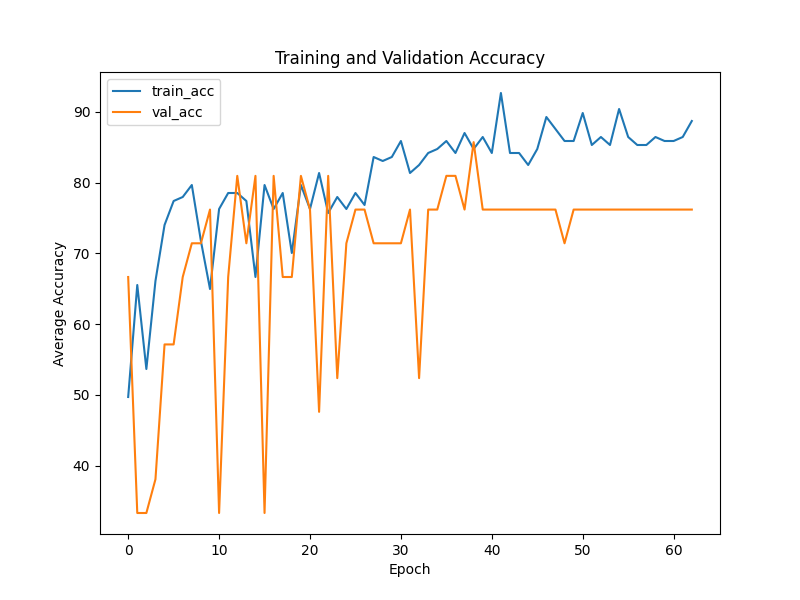 Training and Validation Accuracy
train_acc
val_acc
Average Accuracy
90
80
70
60
50
40
0 10 20 30 40 50 60
Epoch